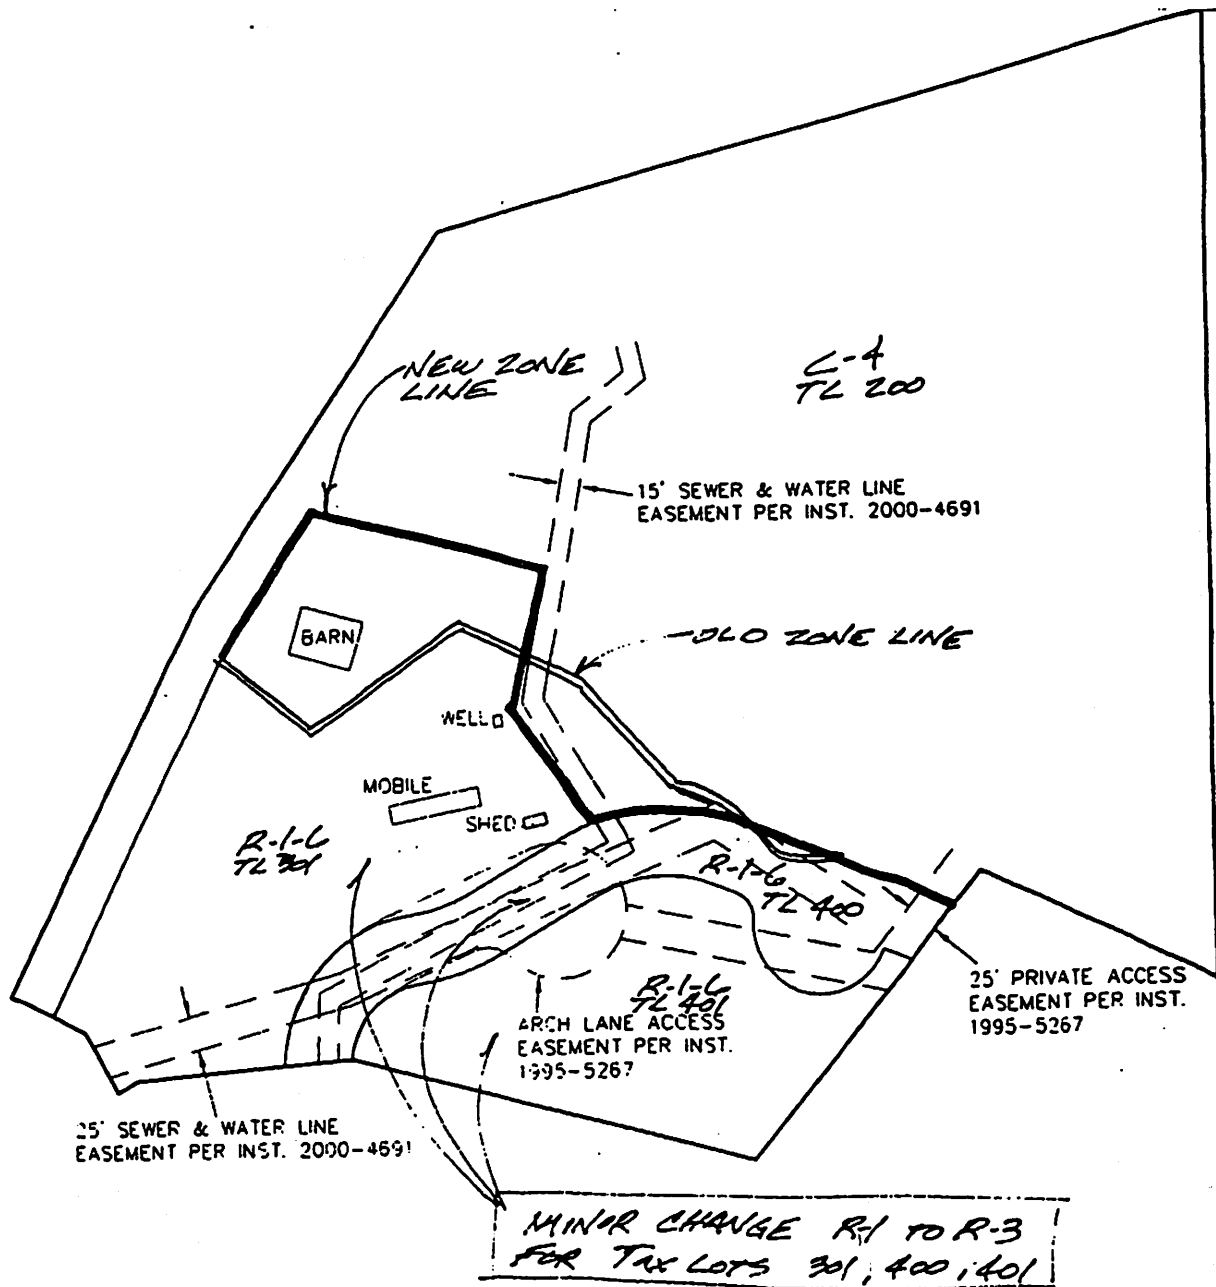 NEW ZONE
LINE
C-4
TL 200
15' SEWER & WATER LINE
EASEMENT PER INST. 2000-4691
BARN
OLD ZONE LINE
WELL
MOBILE
SHED
R-1-6
TL 301
R-1-6
TL 400
R-1-6
TL 401
25' PRIVATE ACCESS
EASEMENT PER INST.
1995-5267
ARCH LANE ACCESS
EASEMENT PER INST.
1995-5267
25' SEWER & WATER LINE
EASEMENT PER INST. 2000-4691
MINOR CHANGE R-1 TO R-3
FOR TAX LOTS 301, 400, 401